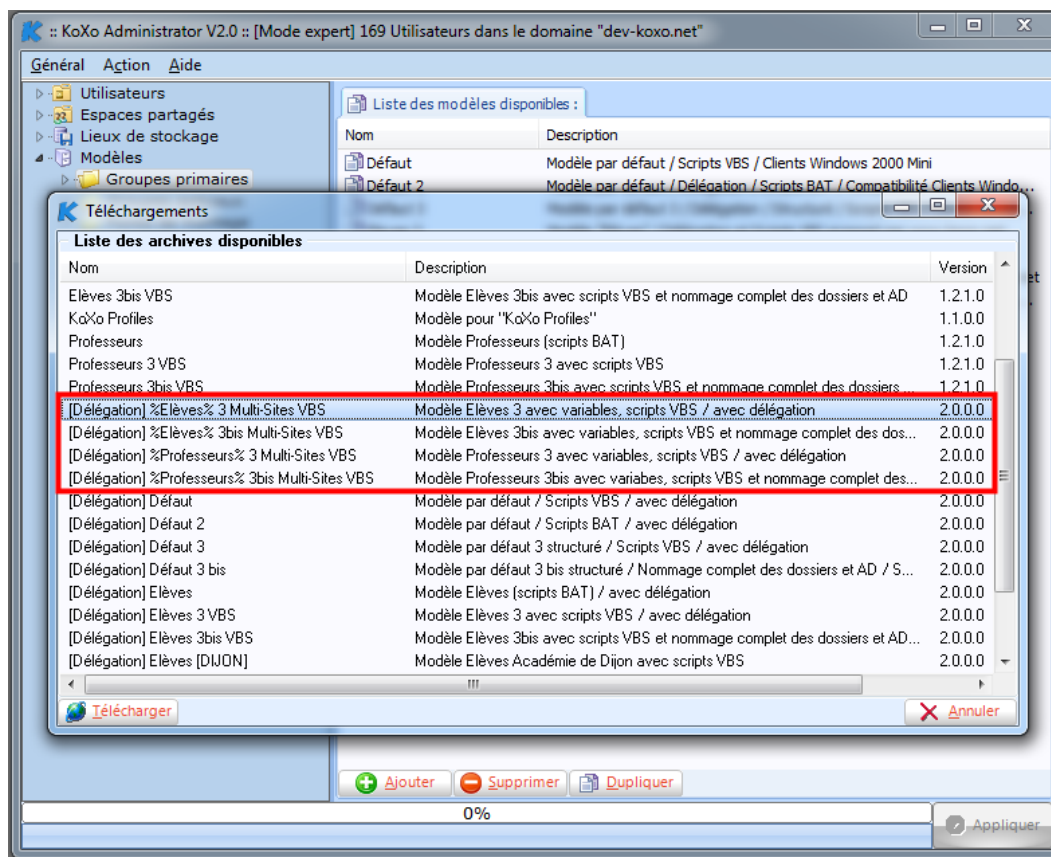 :: KoXo Administrator V2.0 :: [Mode expert] 169 Utilisateurs dans le domaine "dev-koxo.net"
Général Action Aide
Utilisateurs
Espaces partagés
Lieux de stockage
Modèles
Groupes primaires
Liste des modèles disponibles :
Nom Description
Défaut Modèle par défaut / Scripts VBS / Clients Windows 2000 Mini
Défaut 2 Modèle par défaut / Délégation / Scripts BAT / Compatibilité Clients Windo...
Téléchargements
Liste des archives disponibles
Nom Description Version
Elèves 3bis VBS Modèle Elèves 3bis avec scripts VBS et nommage complet des dossiers et AD 1.2.1.0
KoXo Profiles Modèle pour "KoXo Profiles" 1.1.0.0
Professeurs Modèle Professeurs (scripts BAT) 1.2.1.0
Professeurs 3 VBS Modèle Professeurs 3 avec scripts VBS 1.2.1.0
Professeurs 3bis VBS Modèle Professeurs 3bis avec scripts VBS et nommage complet des dossiers ... 1.2.1.0
[Délégation] %Elèves% 3 Multi-Sites VBS Modèle Elèves 3 avec variables, scripts VBS / avec délégation 2.0.0.0
[Délégation] %Elèves% 3bis Multi-Sites VBS Modèle Elèves 3bis avec variables, scripts VBS et nommage complet des dos... 2.0.0.0
[Délégation] %Professeurs% 3 Multi-Sites VBS Modèle Professeurs 3 avec variables, scripts VBS / avec délégation 2.0.0.0
[Délégation] %Professeurs% 3bis Multi-Sites VBS Modèle Professeurs 3bis avec variabes, scripts VBS et nommage complet des... 2.0.0.0
[Délégation] Défaut Modèle par défaut / Scripts VBS / avec délégation 2.0.0.0
[Délégation] Défaut 2 Modèle par défaut / Scripts BAT / avec délégation 2.0.0.0
[Délégation] Défaut 3 Modèle par défaut 3 structuré / Scripts VBS / avec délégation 2.0.0.0
[Délégation] Défaut 3 bis Modèle par défaut 3 bis structuré / Nommage complet des dossiers et AD / S... 2.0.0.0
[Délégation] Elèves Modèle Elèves (scripts BAT) / avec délégation 2.0.0.0
[Délégation] Elèves 3 VBS Modèle Elèves 3 avec scripts VBS / avec délégation 2.0.0.0
[Délégation] Elèves 3bis VBS Modèle Elèves 3bis avec scripts VBS et nommage complet des dossiers et AD... 2.0.0.0
[Délégation] Elèves [DIJON] Modèle Elèves Académie de Dijon avec scripts VBS 2.0.0.0
Télécharger Annuler
Ajouter Supprimer Dupliquer
0%
Appliquer